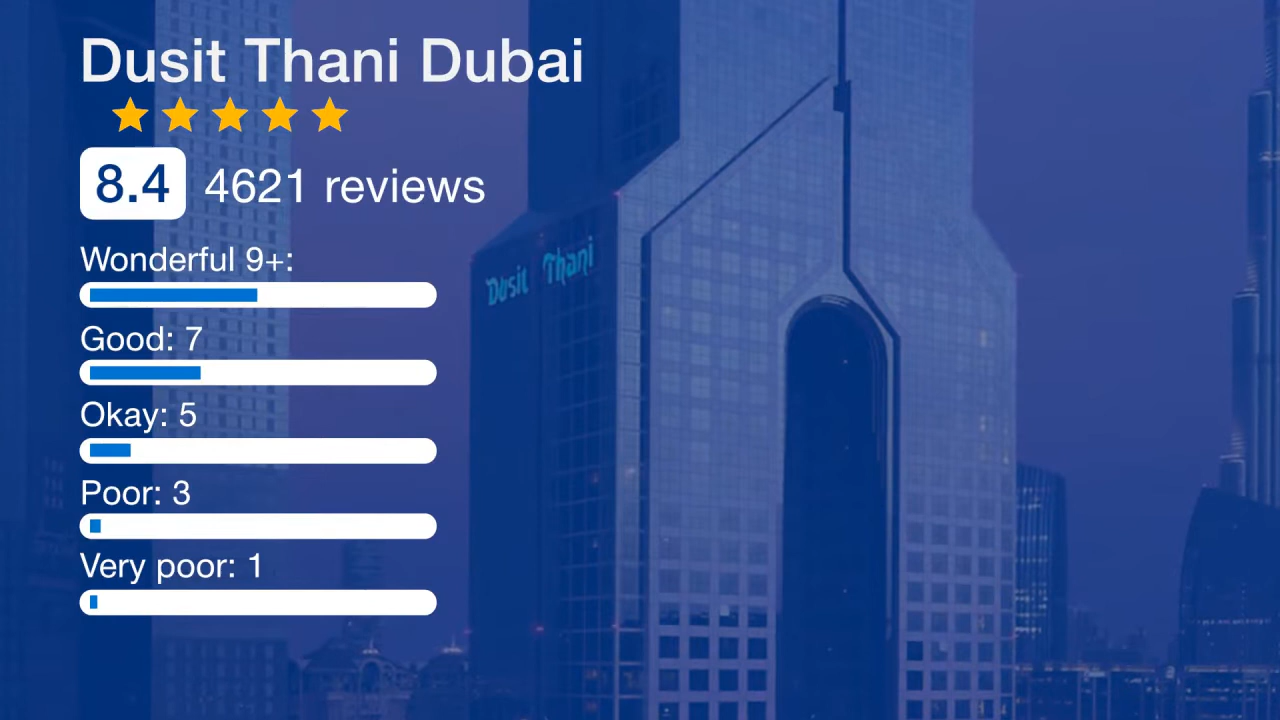 Dusit Thani Dubai
8.4 4621 reviews
Wonderful 9+:
Good: 7
Okay: 5
Poor: 3
Very poor: 1
Dusit Thani